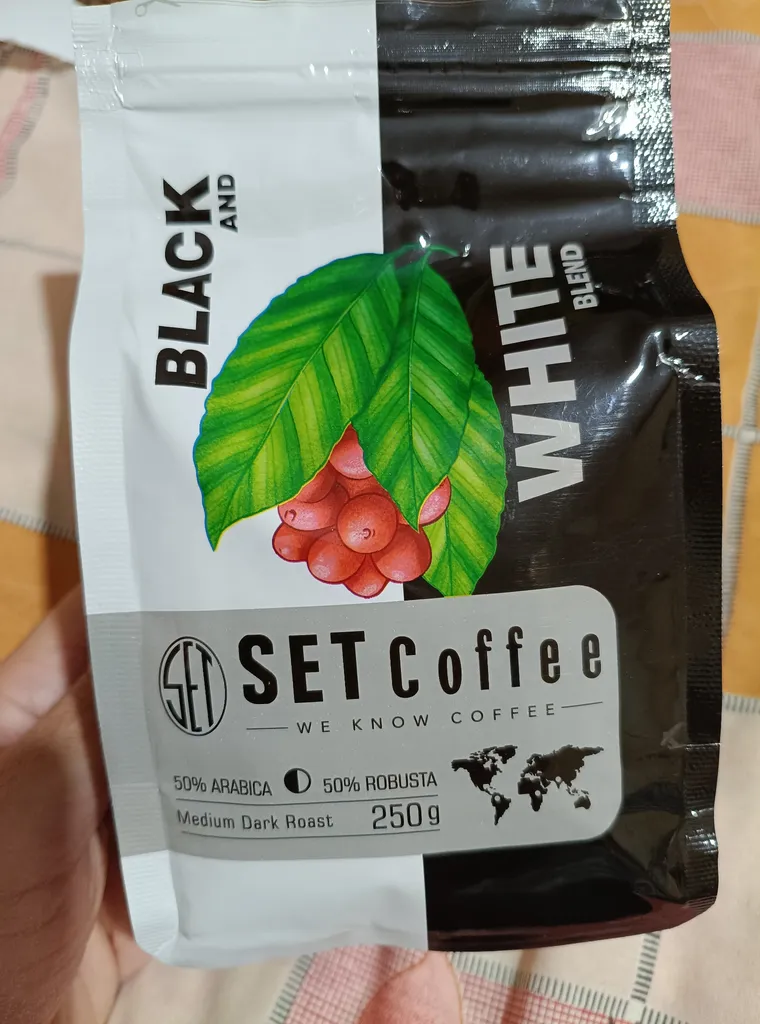 BLACK
AND
WHITE
BLEND
SET
SET Coffee
WE KNOW COFFEE
50% ARABICA 50% ROBUSTA
Medium Dark Roast 250g